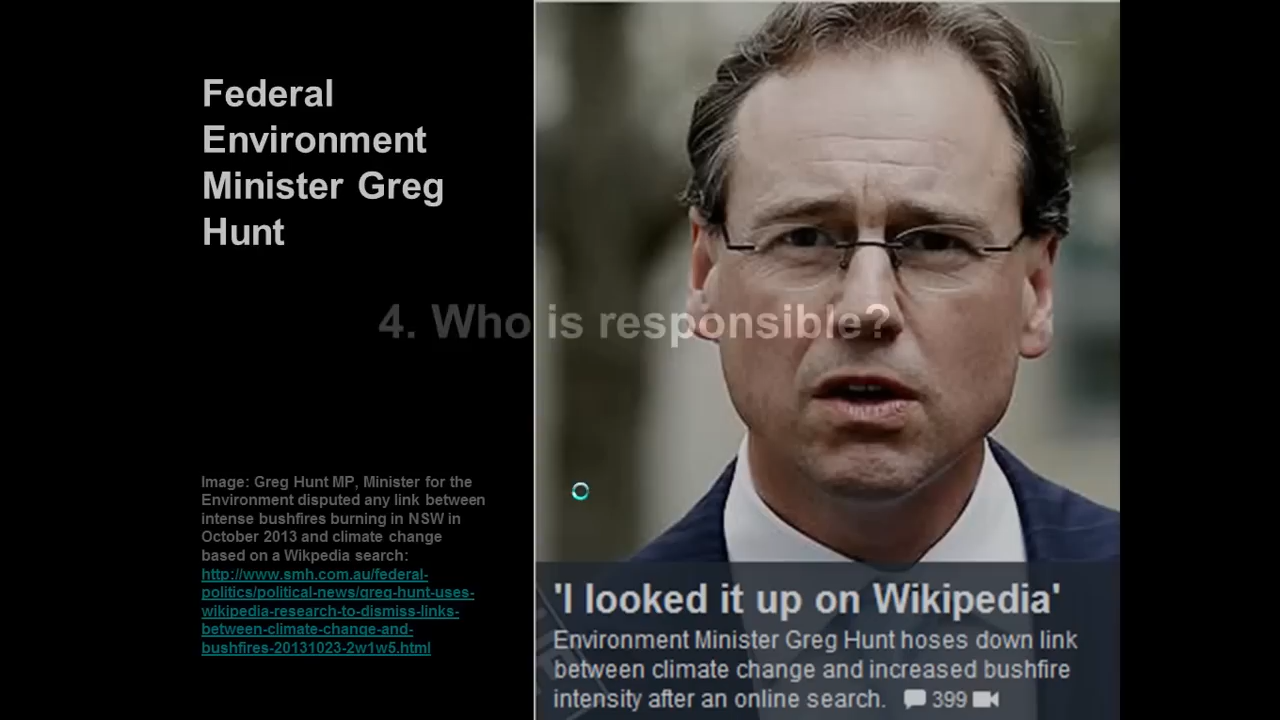 Federal
Environment
Minister Greg
Hunt
4. Who is responsible?
Image: Greg Hunt MP, Minister for the
Environment disputed any link between
intense bushfires burning in NSW in
October 2013 and climate change
based on a Wikpedia search:
http://www.smh.com.au/federal-
politics/political-news/greg-hunt-uses-
wikipedia-research-to-dismiss-links-
between-climate-change-and-
bushfires-20131023-2w1w5.html
'I looked it up on Wikipedia'
Environment Minister Greg Hunt hoses down link
between climate change and increased bushfire
intensity after an online search. 399